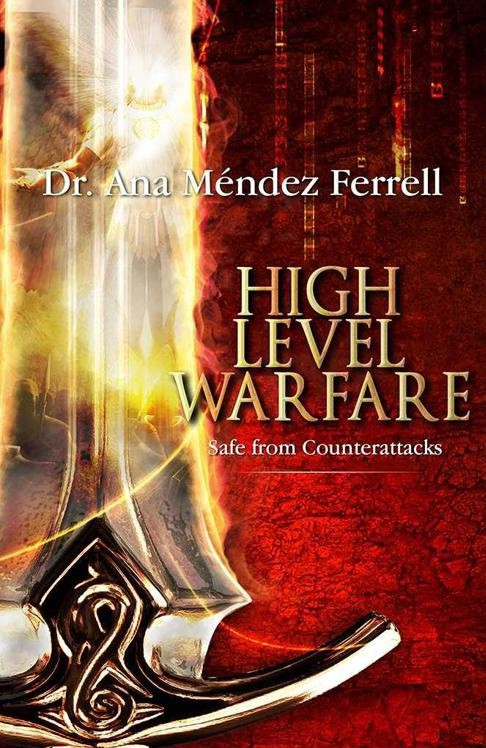 Dr. Ana Méndez Ferrell
HIGH
LEVEL
WARFARE
Safe from Counterattacks